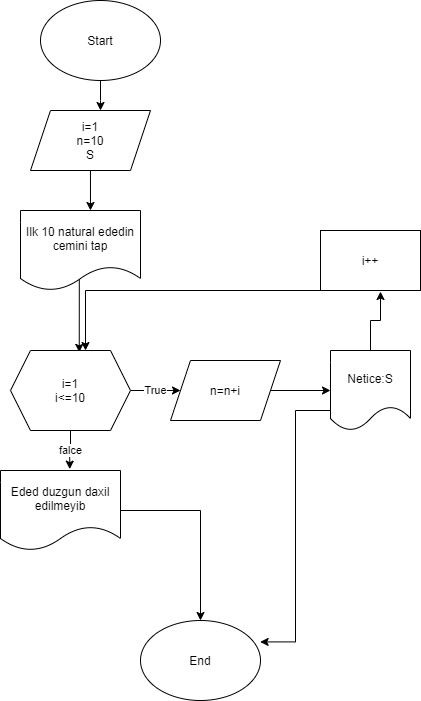 Start
i=1
n=10
S
Ilk 10 natural ededin
cemini tap
i++
i=1
i<=10
True
n=n+i
Netice:S
falce
Eded duzgun daxil
edilmeyib
End